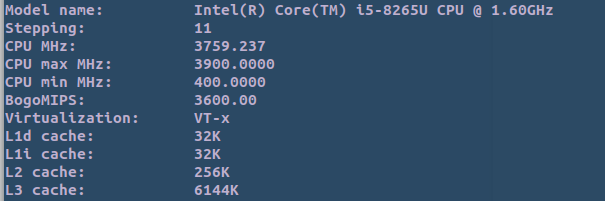 Model name: Intel(R) Core(TM) i5-8265U CPU @ 1.60GHz
Stepping: 11
CPU MHz: 3759.237
CPU max MHz: 3900.0000
CPU min MHz: 400.0000
BogoMIPS: 3600.00
Virtualization: VT-x
L1d cache: 32K
L1i cache: 32K
L2 cache: 256K
L3 cache: 6144K